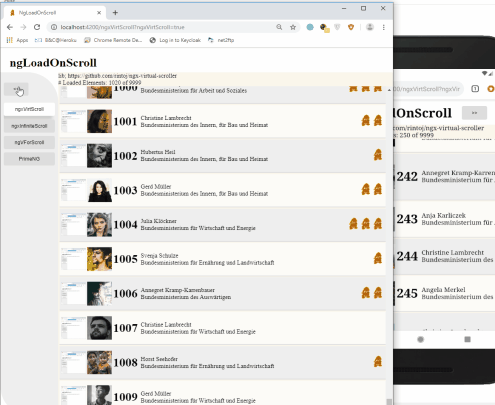 NgLoadOnScroll
localhost:4200/ngxVirtScroll?ngxVirtScroll=true
Apps
B&C@Heroku
Chrome Remote De...
Log in to Keycloak
net2ftp
ngLoadOnScroll
lib: https://github.com/rintoj/ngx-virtual-scroller
# Loaded Elements: 1020 of 9999
ngxVirtScroll
ngxInfiniteScroll
ngxVForScroll
PrimeNG
1000
Bundesministerium für Arbeit und Soziales
1001 Christine Lambrecht
Bundesministerium des Innern, für Bau und Heimat
1002 Hubertus Heil
Bundesministerium des Innern, für Bau und Heimat
1003 Gerd Müller
Bundesministerium des Innern, für Bau und Heimat
1004 Julia Klöckner
Bundesministerium für Wirtschaft und Energie
1005 Svenja Schulze
Bundesministerium für Ernährung und Landwirtschaft
1006 Annegret Kramp-Karrenbauer
Bundesministerium des Auswärtigen
1007 Christine Lambrecht
Bundesministerium für Wirtschaft und Energie
1008 Horst Seehofer
Bundesministerium für Ernährung und Landwirtschaft
1009 Gerd Müller
Bundesministerium für Wirtschaft und Energie
00/ngxVirtScroll?ngxVir
dOnScroll
>>
com/rintoj/ngx-virtual-scroller
s: 250 of 9999
242 Annegret Kramp-Karren
Bundesministerium für
243 Anja Karliczek
Bundesministerium für
244 Christine Lambrecht
Bundesministerium des
245 Angela Merkel
Bundesministerium des